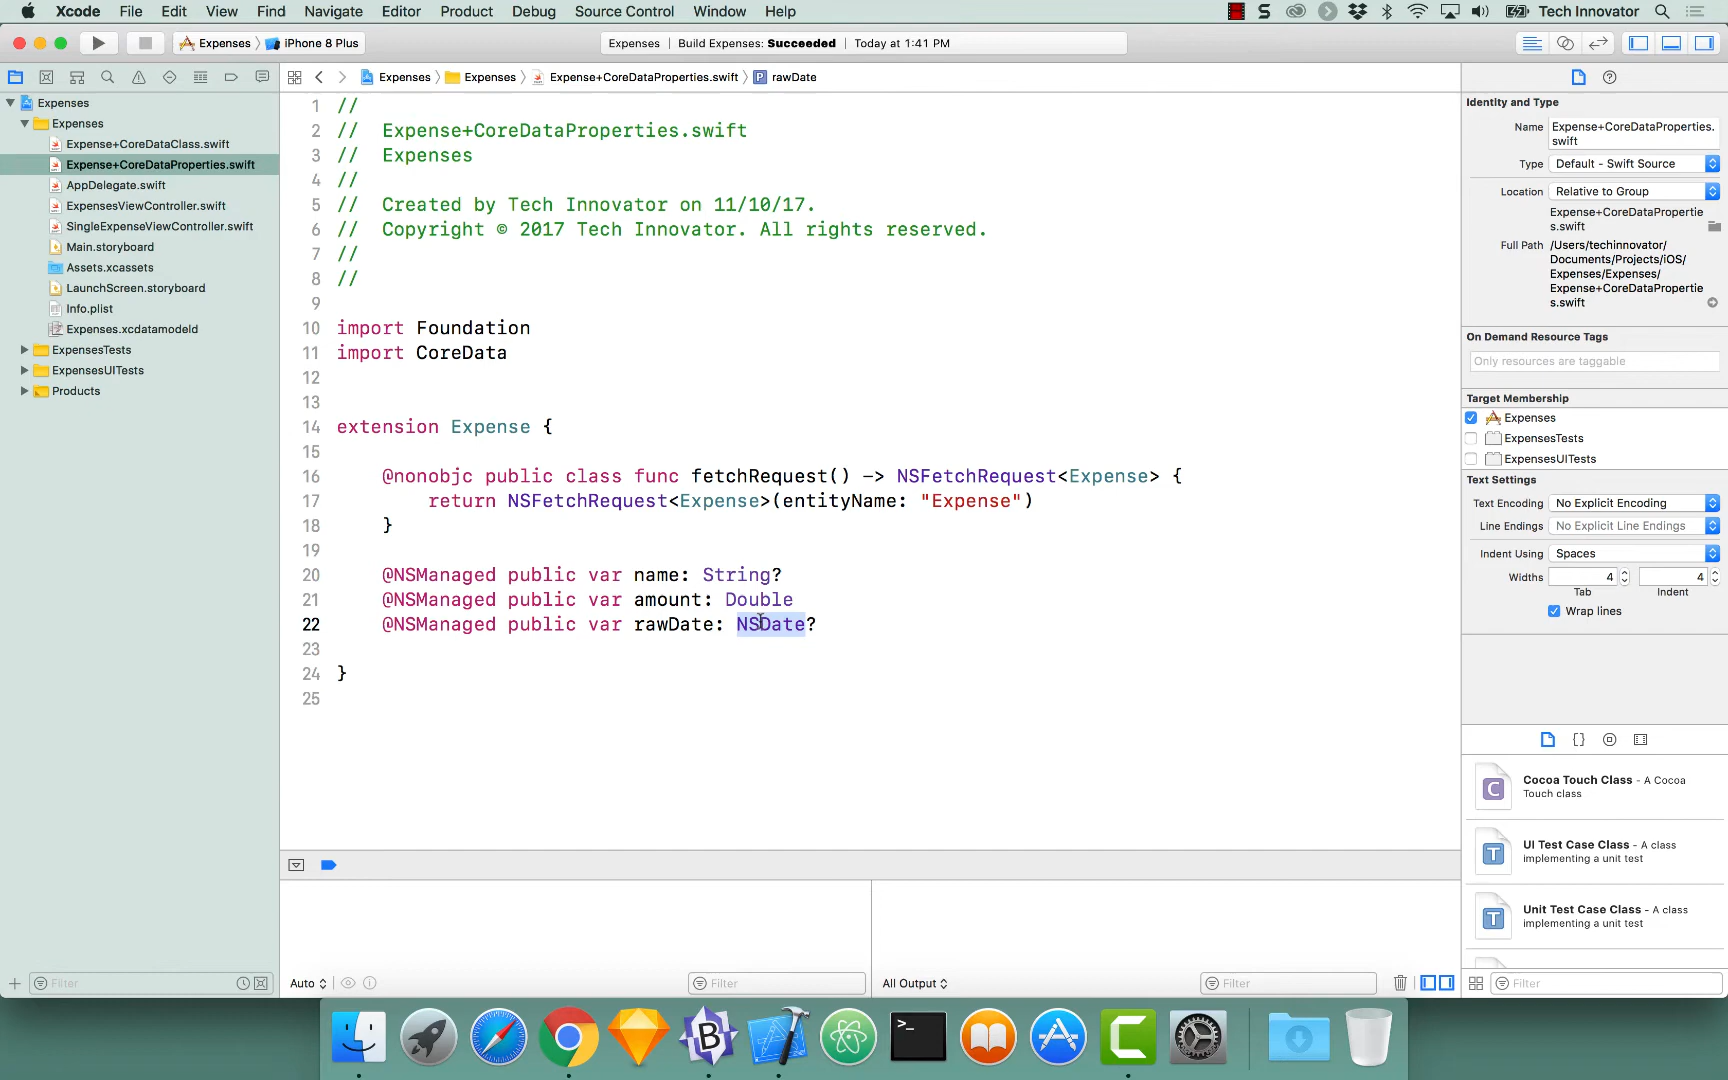 Xcode File Edit View Find Navigate Editor Product Debug Source Control Window Help Tech Innovator
Expenses iPhone 8 Plus Expenses | Build Expenses: Succeeded | Today at 1:41 PM
Expenses Expenses Expense+CoreDataProperties.swift P rawDate
Expenses
Expenses
Expense+CoreDataClass.swift
Expense+CoreDataProperties.swift
AppDelegate.swift
ExpensesViewController.swift
SingleExpenseViewController.swift
Main.storyboard
Assets.xcassets
LaunchScreen.storyboard
Info.plist
Expenses.xcdatamodeld
ExpensesTests
ExpensesUITests
Products
Filter
1 //
2 // Expense+CoreDataProperties.swift
3 // Expenses
4 //
5 // Created by Tech Innovator on 11/10/17.
6 // Copyright © 2017 Tech Innovator. All rights reserved.
7 //
8 //
9
10 import Foundation
11 import CoreData
12
13
14 extension Expense {
15
16 @nonobjc public class func fetchRequest() -> NSFetchRequest<Expense> {
17 return NSFetchRequest<Expense>(entityName: "Expense")
18 }
19
20 @NSManaged public var name: String?
21 @NSManaged public var amount: Double
22 @NSManaged public var rawDate: NSDate?
23
24 }
25
Auto Filter All Output Filter
Identity and Type
Name Expense+CoreDataProperties.
swift
Type Default - Swift Source
Location Relative to Group
Expense+CoreDataPropertie
s.swift
Full Path /Users/techinnovator/
Documents/Projects/iOS/
Expenses/Expenses/
Expense+CoreDataPropertie
s.swift
On Demand Resource Tags
Only resources are taggable
Target Membership
Expenses
ExpensesTests
ExpensesUITests
Text Settings
Text Encoding No Explicit Encoding
Line Endings No Explicit Line Endings
Indent Using Spaces
Widths 4 4
Tab Indent
Wrap lines
C Cocoa Touch Class - A Cocoa
Touch class
T UI Test Case Class - A class
implementing a unit test
T Unit Test Case Class - A class
implementing a unit test
Filter